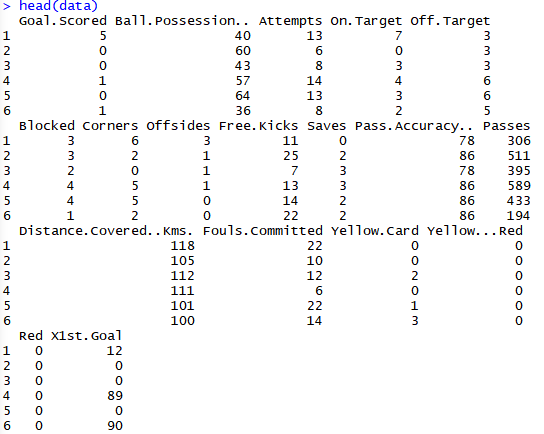 > head(data)
  Goal.Scored Ball.Possession.. Attempts On.Target Off.Target
1           5                40       13         7          3
2           0                60        6         0          3
3           0                43        8         3          3
4           1                57       14         4          6
5           0                64       13         3          6
6           1                36        8         2          5
  Blocked Corners Offsides Free.Kicks Saves Pass.Accuracy.. Passes
1       3       6        3         11     0              78    306
2       3       2        1         25     2              86    511
3       2       0        1          7     3              78    395
4       4       5        1         13     3              86    589
5       4       5        0         14     2              86    433
6       1       2        0         22     2              86    194
  Distance.Covered..Kms. Fouls.Committed Yellow.Card Yellow...Red
1                    118              22           0            0
2                    105              10           0            0
3                    112              12           2            0
4                    111               6           0            0
5                    101              22           1            0
6                    100              14           3            0
  Red X1st.Goal
1   0        12
2   0         0
3   0         0
4   0        89
5   0         0
6   0        90